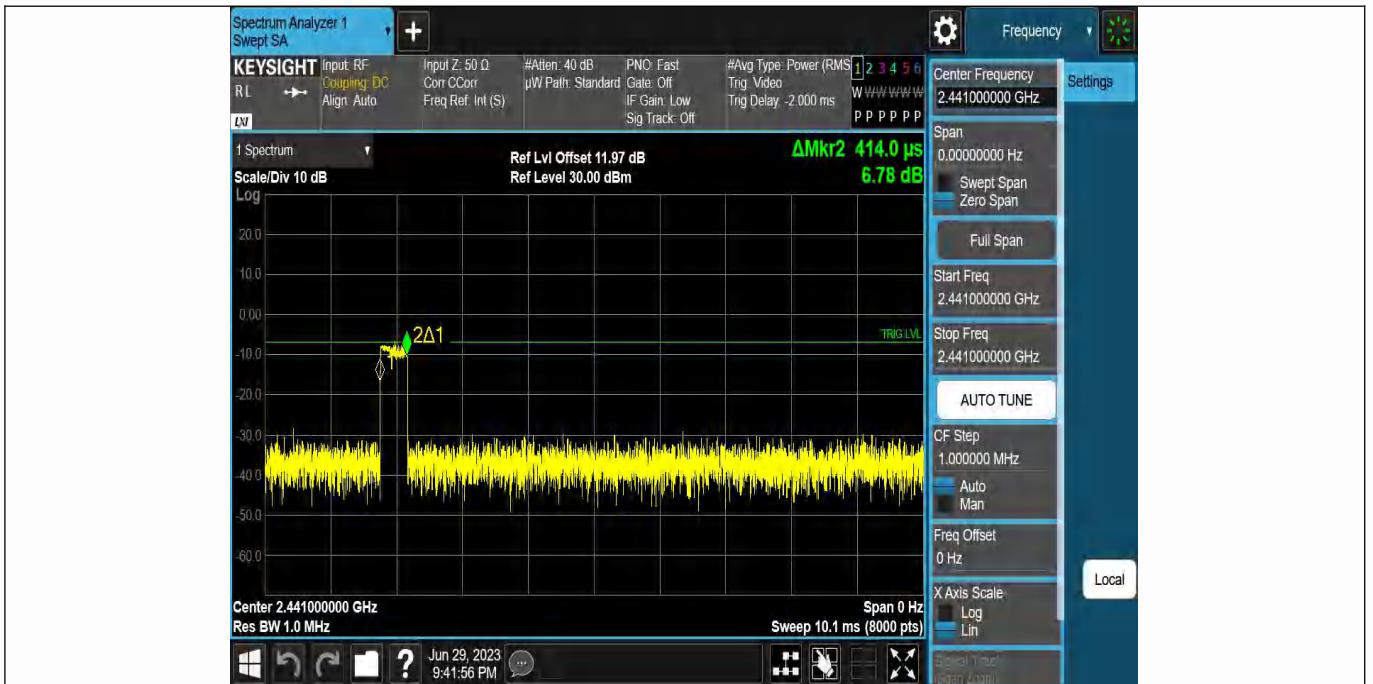 Spectrum Analyzer 1
Swept SA
+
Frequency
KEYSIGHT
RL
LXI
Input: RF
Coupling: DC
Align: Auto
Input Z: 50 Ω
Corr CCorr
Freq Ref: Int (S)
#Atten: 40 dB
µW Path: Standard
PNO: Fast
Gate: Off
IF Gain: Low
Sig Track: Off
#Avg Type: Power (RMS
Trig: Video
Trig Delay: -2.000 ms
1 2 3 4 5 6
W W W W W W
P P P P P P
Center Frequency
2.441000000 GHz
Settings
1 Spectrum
Scale/Div 10 dB
Ref Lvl Offset 11.97 dB
Ref Level 30.00 dBm
ΔMkr2 414.0 µs
6.78 dB
Span
0.00000000 Hz
Swept Span
Zero Span
Full Span
Start Freq
2.441000000 GHz
Stop Freq
2.441000000 GHz
AUTO TUNE
CF Step
1.000000 MHz
Auto
Man
Freq Offset
0 Hz
X Axis Scale
Log
Lin
Local
Log
20.0
10.0
0.00
-10.0
-20.0
-30.0
-40.0
-50.0
-60.0
2Δ1
1
TRIG LVL
Center 2.441000000 GHz
Res BW 1.0 MHz
Span 0 Hz
Sweep 10.1 ms (8000 pts)
?
Jun 29, 2023
9:41:56 PM
Signal Track
(Span Zoom)